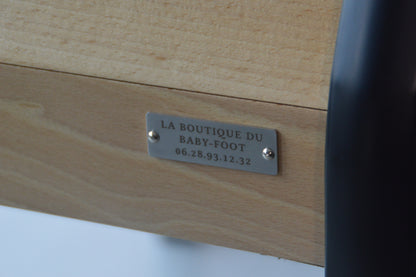 LA BOUTIQUE DU
BABY-FOOT
06.28.93.12.32